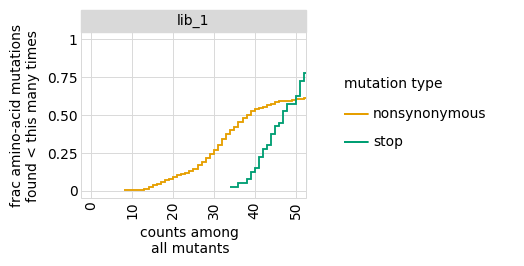 lib_1
frac amino-acid mutations
found < this many times
1
0.75
0.50
0.25
0
0
10
20
30
40
50
counts among
all mutants
mutation type
nonsynonymous
stop